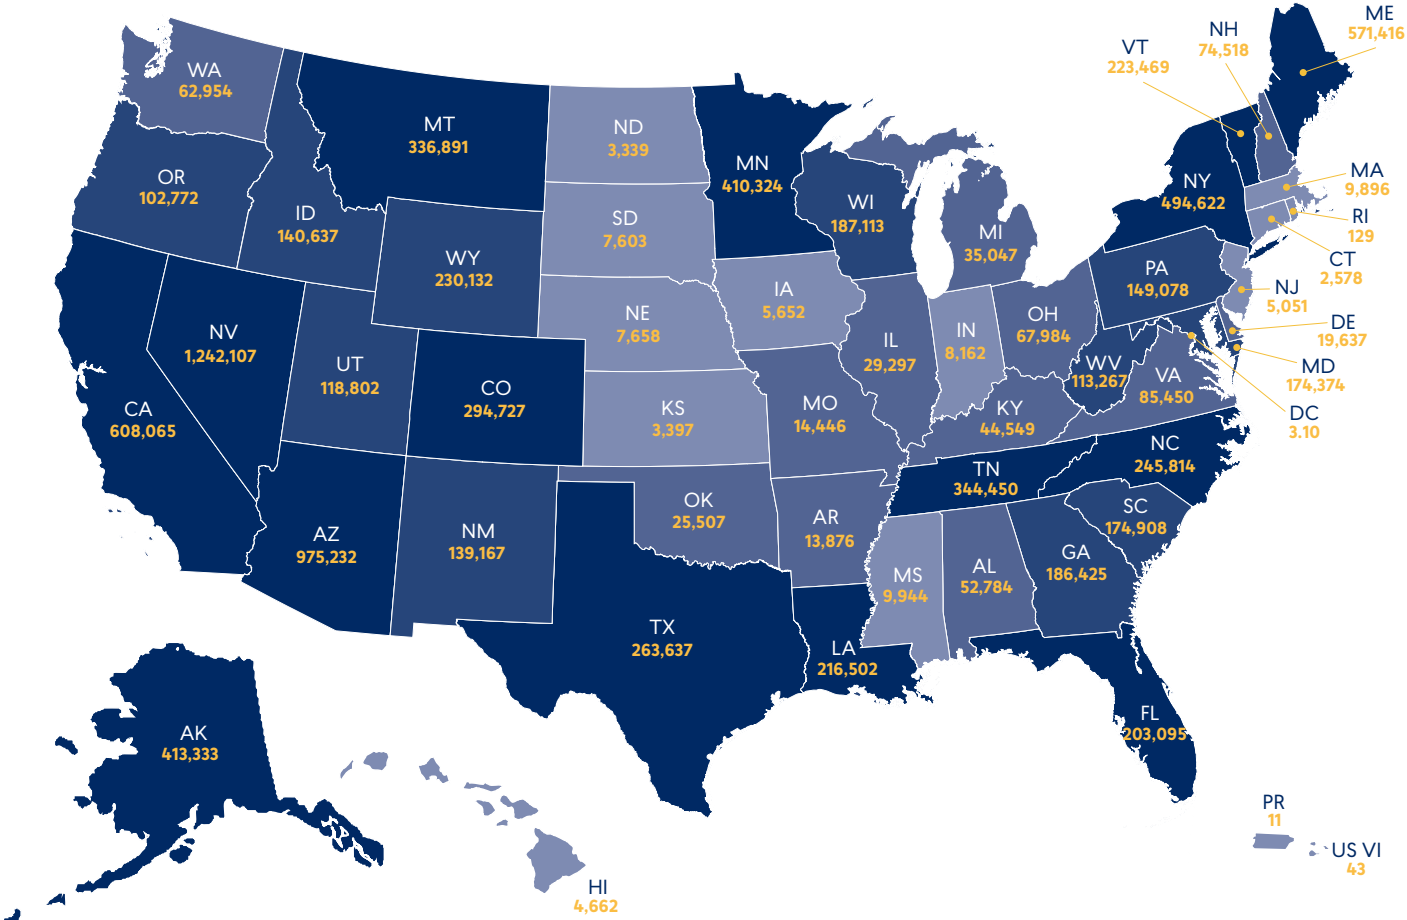 ME
571,416
NH
74,518
VT
223,469
WA
62,954
MT
336,891
ND
3,339
MN
410,324
OR
102,772
ID
140,637
WY
230,132
SD
7,603
WI
187,113
MI
35,047
NY
494,622
MA
9,896
RI
129
CT
2,578
NJ
5,051
DE
19,637
MD
174,374
DC
3.10
PA
149,078
NV
1,242,107
UT
118,802
CO
294,727
NE
7,658
IA
5,652
IL
29,297
IN
8,162
OH
67,984
WV
113,267
VA
85,450
CA
608,065
KS
3,397
MO
14,446
KY
44,549
NC
245,814
TN
344,450
AZ
975,232
NM
139,167
OK
25,507
AR
13,876
SC
174,908
GA
186,425
AL
52,784
MS
9,944
TX
263,637
LA
216,502
FL
203,095
AK
413,333
HI
4,662
PR
11
US VI
43